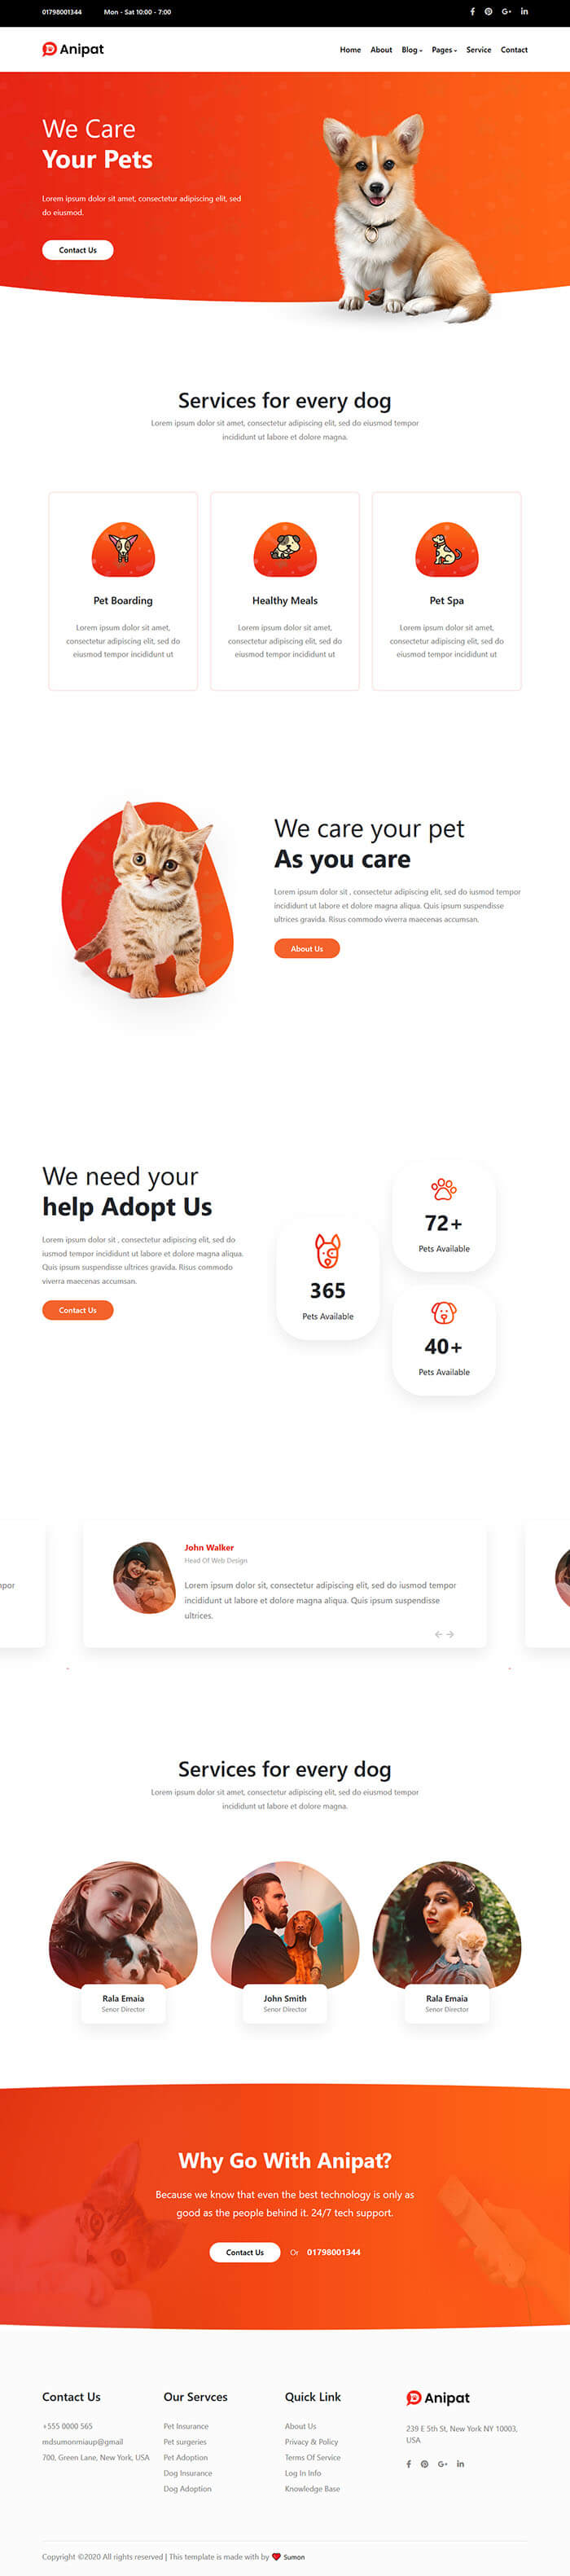 01798001344 Mon - Sat 10:00 - 7:00
Anipat
Home About Blog Pages Service Contact
We Care
Your Pets
Lorem ipsum dolor sit amet, consectetur adipiscing elit, sed
do eiusmod.
Contact Us
Services for every dog
Lorem ipsum dolor sit amet, consectetur adipiscing elit, sed do eiusmod tempor
incididunt ut labore et dolore magna.
Pet Boarding
Lorem ipsum dolor sit amet,
consectetur adipiscing elit, sed do
eiusmod tempor incididunt ut
Healthy Meals
Lorem ipsum dolor sit amet,
consectetur adipiscing elit, sed do
eiusmod tempor incididunt ut
Pet Spa
Lorem ipsum dolor sit amet,
consectetur adipiscing elit, sed do
eiusmod tempor incididunt ut
We care your pet
As you care
Lorem ipsum dolor sit , consectetur adipiscing elit, sed do iusmod tempor
incididunt ut labore et dolore magna aliqua. Quis ipsum suspendisse
ultrices gravida. Risus commodo viverra maecenas accumsan.
About Us
We need your
help Adopt Us
Lorem ipsum dolor sit , consectetur adipiscing elit, sed do
iusmod tempor incididunt ut labore et dolore magna aliqua.
Quis ipsum suspendisse ultrices gravida. Risus commodo
viverra maecenas accumsan.
Contact Us
365
Pets Available
72+
Pets Available
40+
Pets Available
npor
John Walker
Head Of Web Design
Lorem ipsum dolor sit, consectetur adipiscing elit, sed do iusmod tempor
incididunt ut labore et dolore magna aliqua. Quis ipsum suspendisse
ultrices.
Services for every dog
Lorem ipsum dolor sit amet, consectetur adipiscing elit, sed do eiusmod tempor
incididunt ut labore et dolore magna.
Rala Emaia
Senor Director
John Smith
Senor Director
Rala Emaia
Senor Director
Why Go With Anipat?
Because we know that even the best technology is only as
good as the people behind it. 24/7 tech support.
Contact Us Or 01798001344
Contact Us
+555 0000 565
mdsumonmiaup@gmail
700, Green Lane, New York, USA
Our Servces
Pet Insurance
Pet surgeries
Pet Adoption
Dog Insurance
Dog Adoption
Quick Link
About Us
Privacy & Policy
Terms Of Service
Log In Info
Knowledge Base
Anipat
239 E 5th St, New York NY 10003,
USA
Copyright ©2020 All rights reserved | This template is made with by Sumon